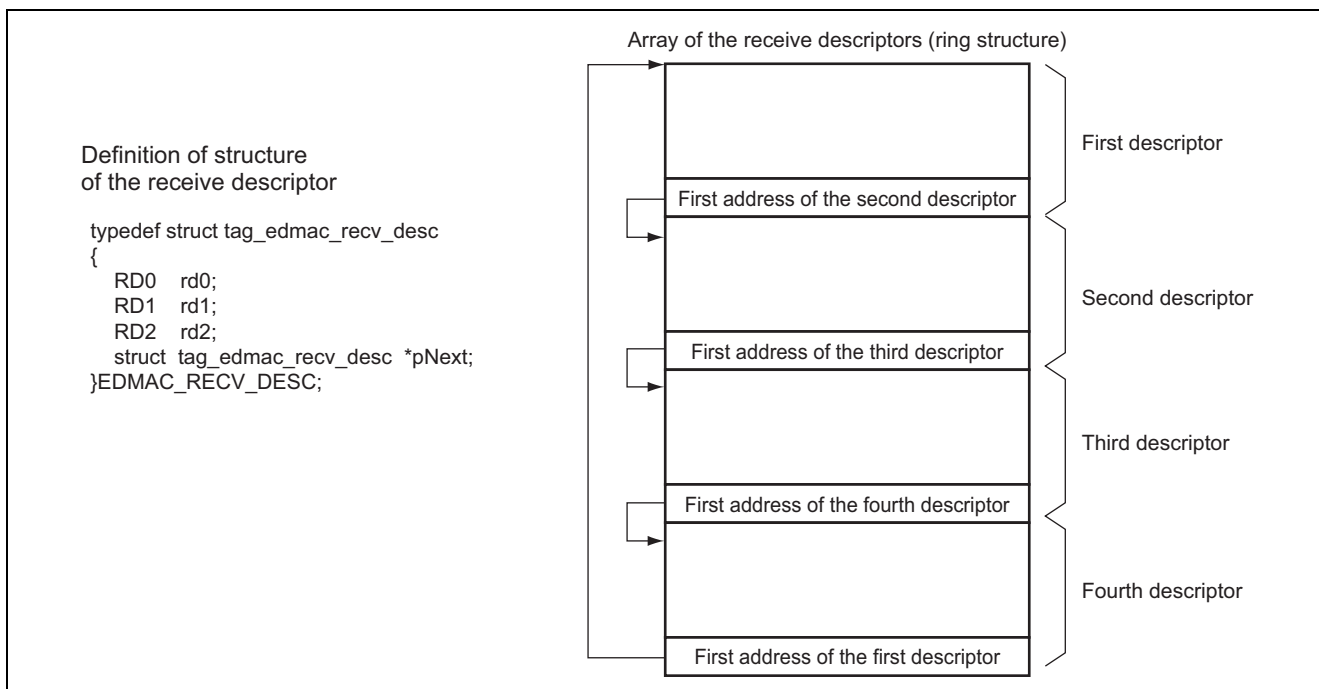 Array of the receive descriptors (ring structure)
Definition of structure
of the receive descriptor
typedef struct tag_edmac_recv_desc
{
RD0 rd0;
RD1 rd1;
RD2 rd2;
struct tag_edmac_recv_desc *pNext;
}EDMAC_RECV_DESC;
First descriptor
First address of the second descriptor
Second descriptor
First address of the third descriptor
Third descriptor
First address of the fourth descriptor
Fourth descriptor
First address of the first descriptor